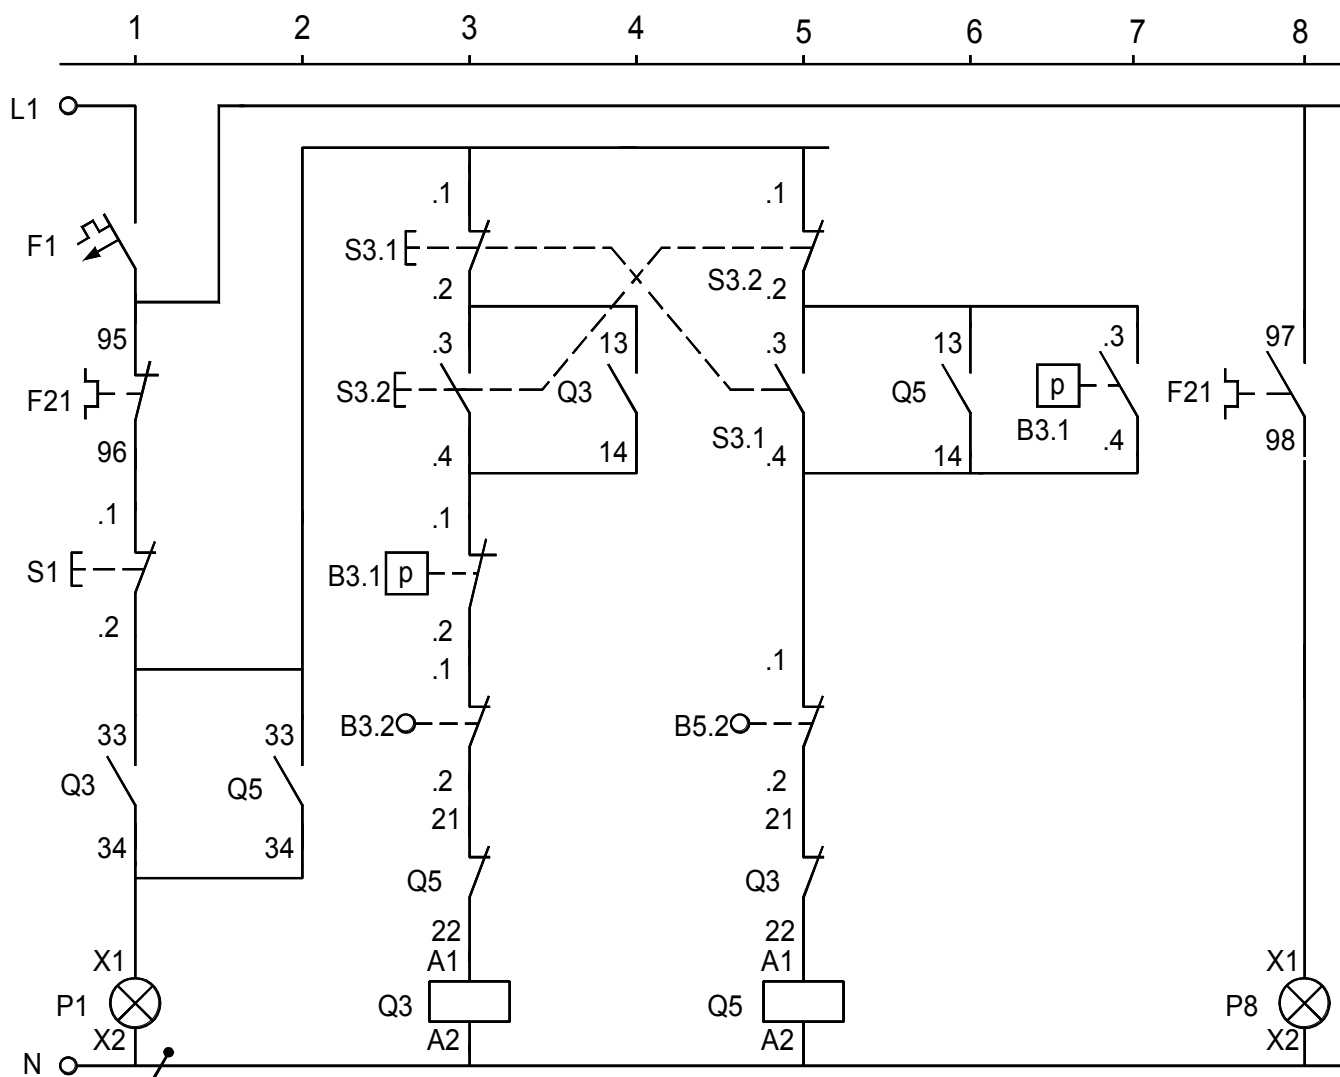 1 2 3 4 5 6 7 8
L1
.1 .1
F1 S3.1 S3.2
.2 .2
95 .3 13 .3 13 .3 97
F21 S3.2 Q3 S3.1 Q5 p B3.1 F21
96 .4 14 .4 14 .4 98
.1 .1
S1 B3.1 p
.2 .2
.1 .1
33 33 B3.2 B5.2
Q3 Q5 .2 .2
34 34 21 21
Q5 Q3
22 22
X1 A1 A1 X1
P1 Q3 Q5 P8
X2 A2 A2 X2
N